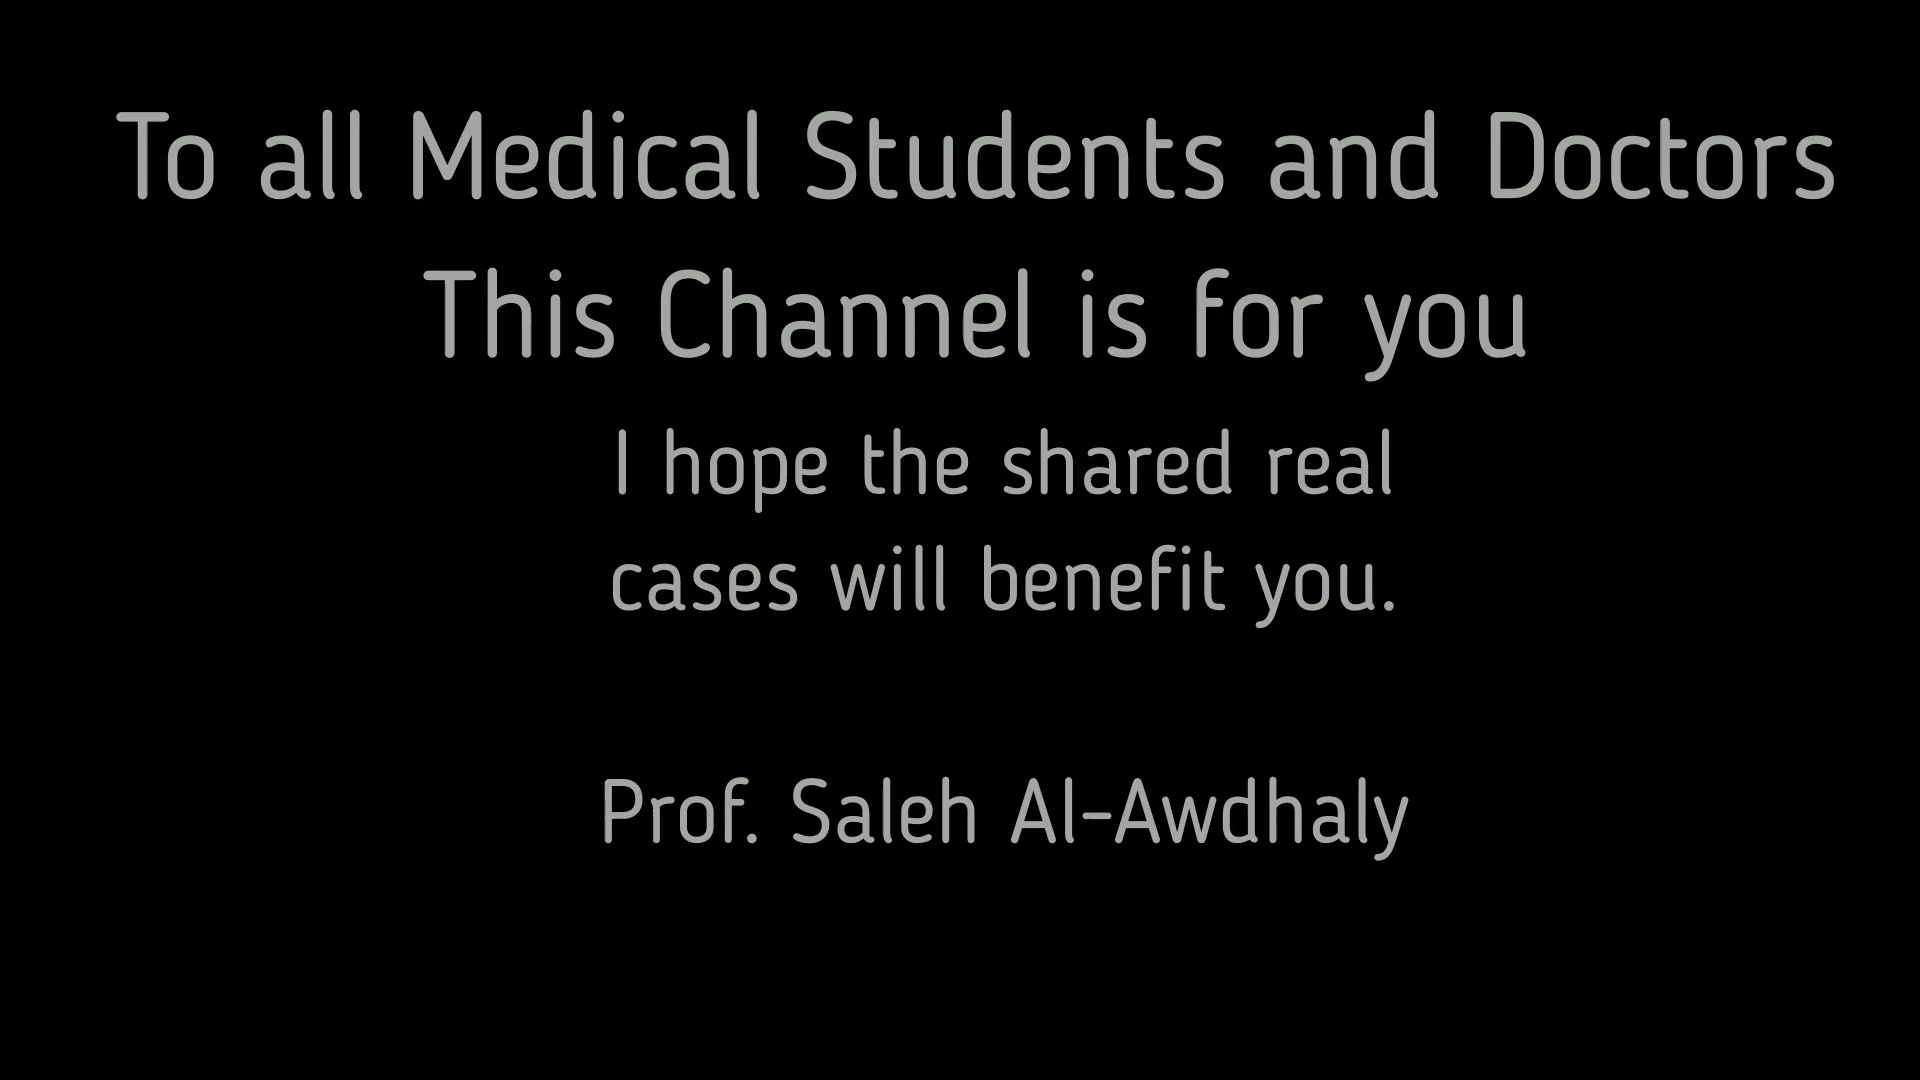 To all Medical Students and Doctors
This Channel is for you
I hope the shared real
cases will benefit you.
Prof. Saleh Al-Awdhaly